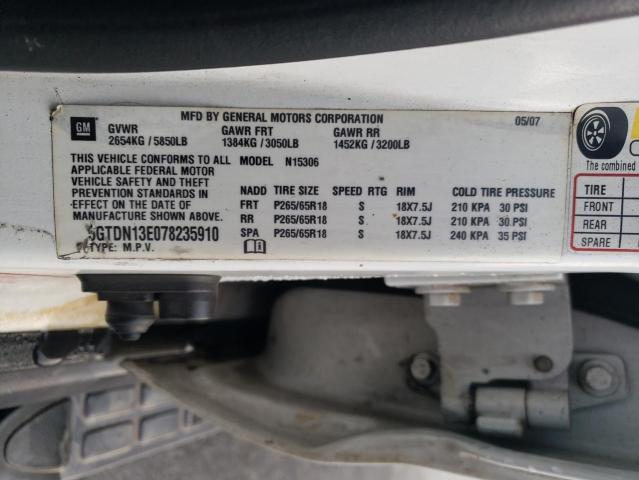 MFD BY GENERAL MOTORS CORPORATION 05/07
GM
GVWR GAWR FRT GAWR RR
2654KG / 5850LB 1384KG / 3050LB 1452KG / 3200LB
THIS VEHICLE CONFORMS TO ALL
APPLICABLE FEDERAL MOTOR
VEHICLE SAFETY AND THEFT
PREVENTION STANDARDS IN
EFFECT ON THE DATE OF
MANUFACTURE SHOWN ABOVE.
5GTDN13E078235910
TYPE: M.P.V.
MODEL N15306
NADD TIRE SIZE SPEED RTG RIM COLD TIRE PRESSURE
FRT P265/65R18 S 18X7.5J 210 KPA 30 PSI
RR P265/65R18 S 18X7.5J 210 KPA 30 PSI
SPA P265/65R18 S 18X7.5J 240 KPA 35 PSI
The combined
TIRE
FRONT
REAR
SPARE